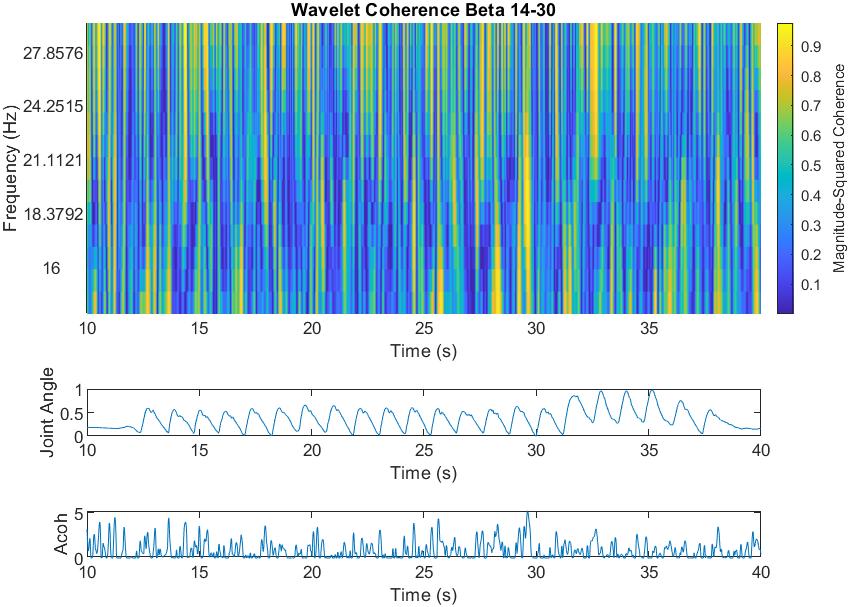 Wavelet Coherence Beta 14-30
Frequency (Hz)
27.8576
24.2515
21.1121
18.3792
16
10 15 20 25 30 35
Time (s)
0.9
0.8
0.7
0.6
0.5
0.4
0.3
0.2
0.1
Magnitude-Squared Coherence
Joint Angle
1
0.5
0
10 15 20 25 30 35 40
Time (s)
Acoh
5
0
10 15 20 25 30 35 40
Time (s)